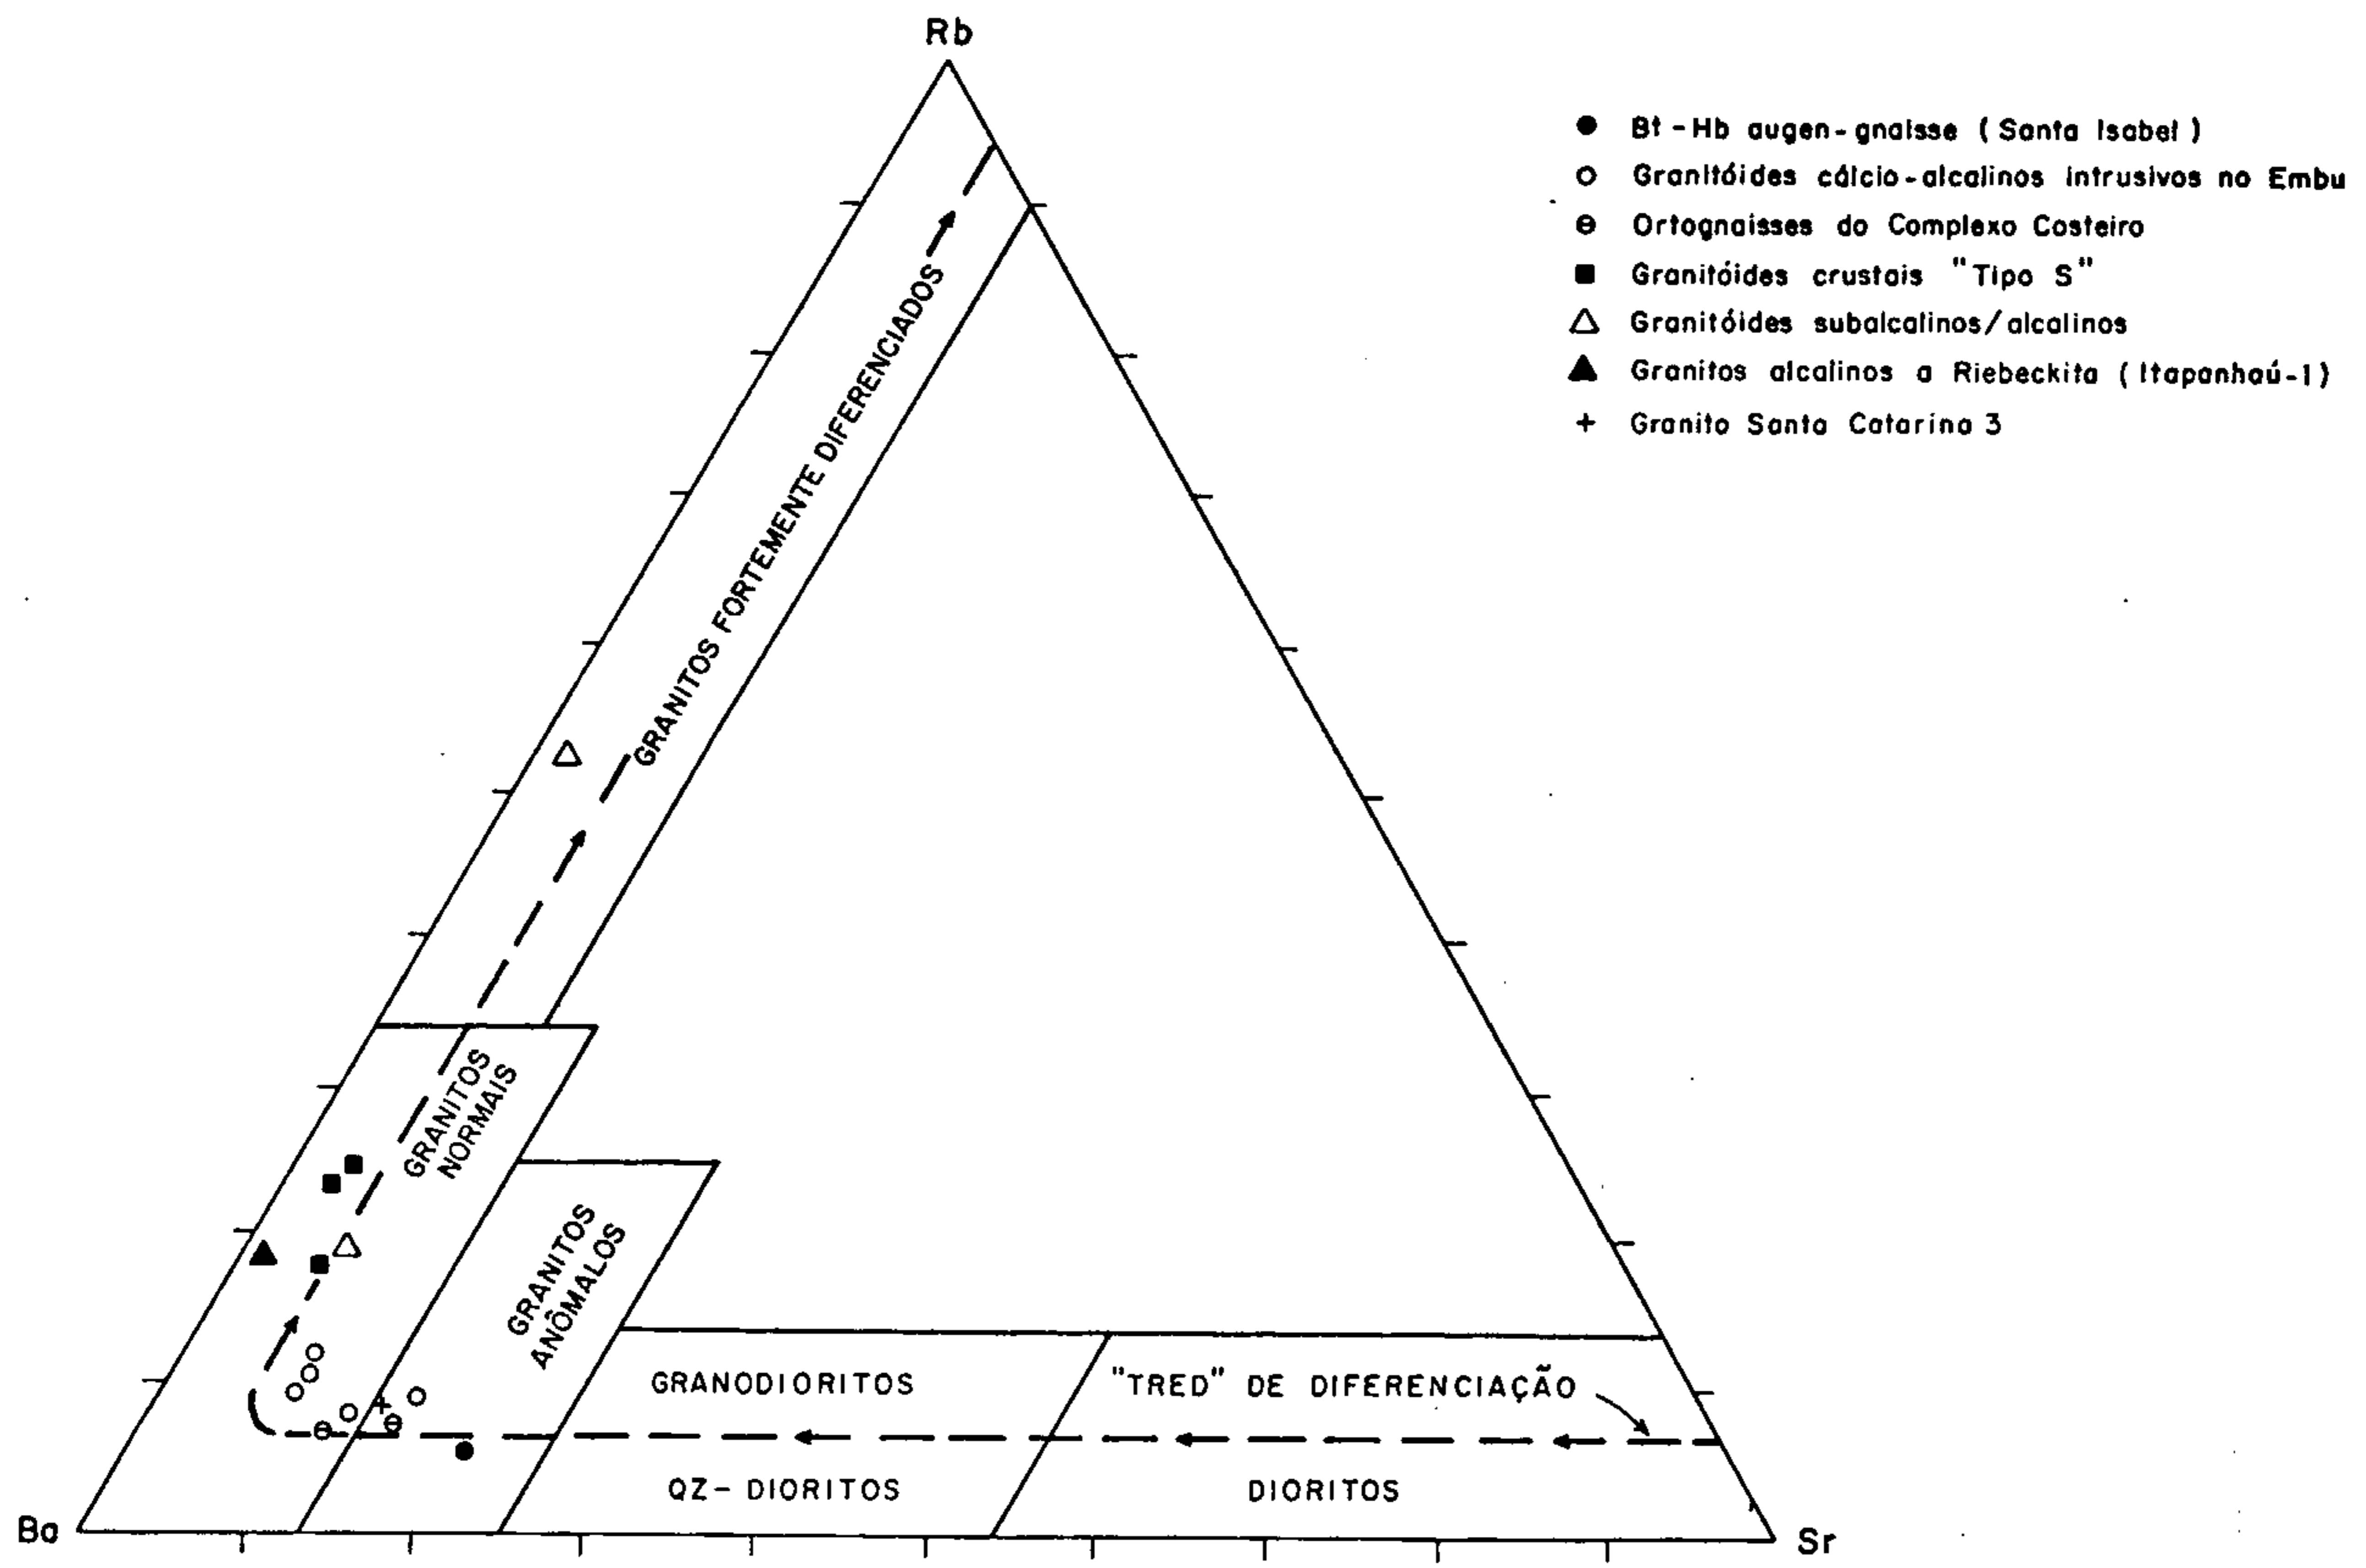 Rb
● Bt-Hb augen-gnaisse (Santa Isabel)
○ Granitóides cálcio-alcalinos intrusivos no Embu
⊖ Ortognaisses do Complexo Costeiro
■ Granitóides crustais "Tipo S"
△ Granitóides subalcalinos/alcalinos
▲ Granitos alcalinos a Riebeckita (Itapanhaú-1)
+ Granito Santa Catarina 3
GRANITOS FORTEMENTE DIFERENCIADOS
GRANITOS
NORMAIS
GRANITOS
ANÔMALOS
GRANODIORITOS
"TRED" DE DIFERENCIAÇÃO
QZ-DIORITOS
DIORITOS
Ba
Sr